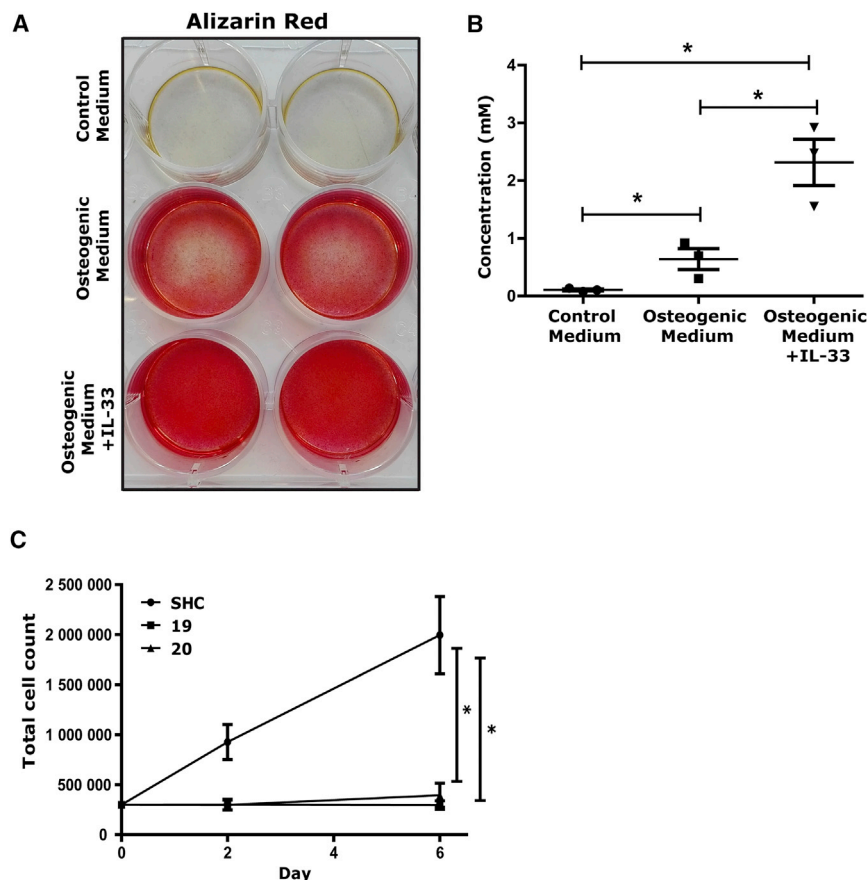 A
Alizarin Red
Control
Medium
Osteogenic
Medium
Osteogenic
Medium
+IL-33
B
Concentration (mM)
4
3
2
1
0
*
*
*
Control
Medium
Osteogenic
Medium
Osteogenic
Medium
+IL-33
C
Total cell count
2 500 000
2 000 000
1 500 000
1 000 000
500 000
0
SHC
19
20
*
*
0
2
4
6
Day